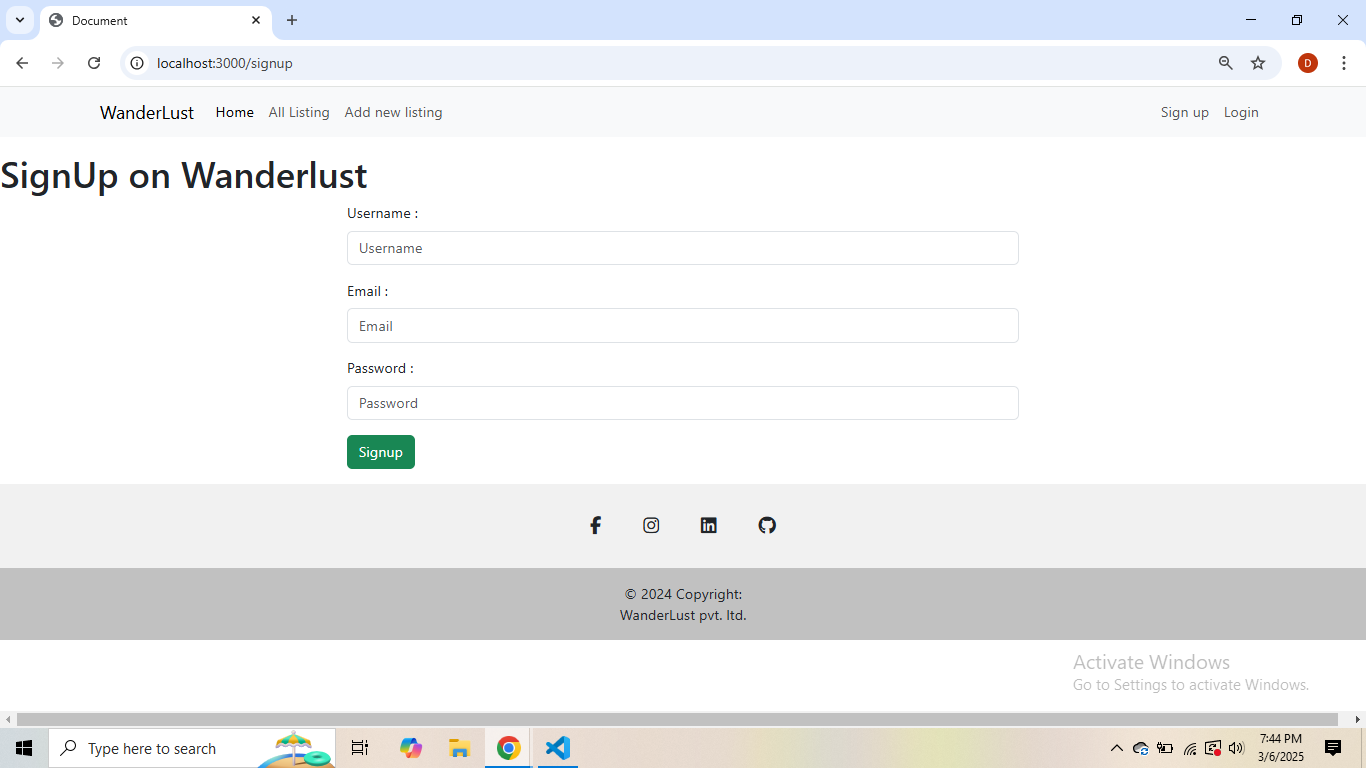 Document
localhost:3000/signup
D
WanderLust Home All Listing Add new listing Sign up Login
SignUp on Wanderlust
Username :
Username
Email :
Email
Password :
Password
Signup
© 2024 Copyright:
WanderLust pvt. ltd.
Activate Windows
Go to Settings to activate Windows.
Type here to search
7:44 PM
3/6/2025